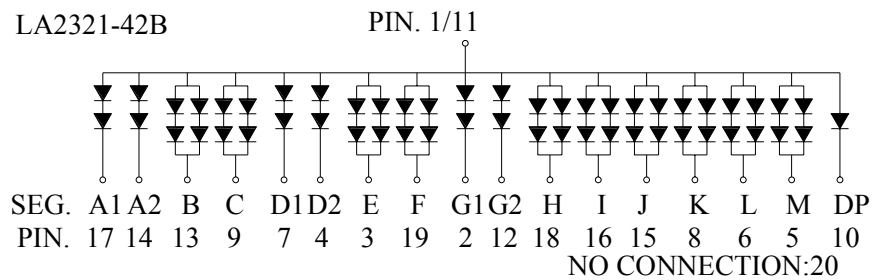 LA2321-42B PIN. 1/11
SEG. A1 A2 B C D1 D2 E F G1 G2 H I J K L M DP
PIN. 17 14 13 9 7 4 3 19 2 12 18 16 15 8 6 5 10
NO CONNECTION:20